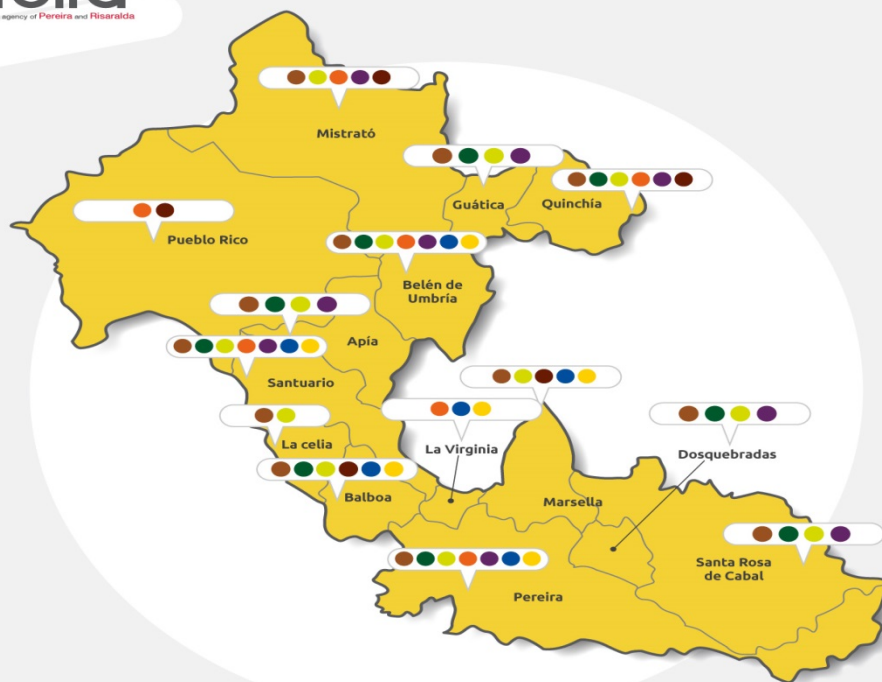 agency of Pereira and Risaralda
Mistrató
Guática
Quinchía
Pueblo Rico
Belén de
Umbría
Apía
Santuario
La celia
La Virginia
Dosquebradas
Balboa
Marsella
Santa Rosa
de Cabal
Pereira